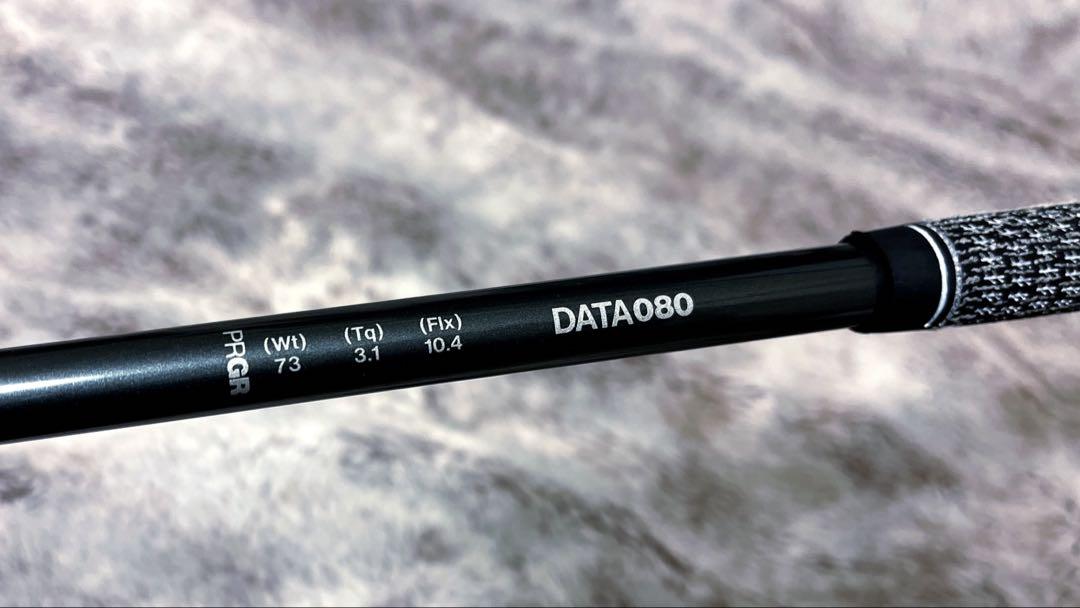 PRGR
(Wt) (Tq) (Flx)
73 3.1 10.4
DATA080